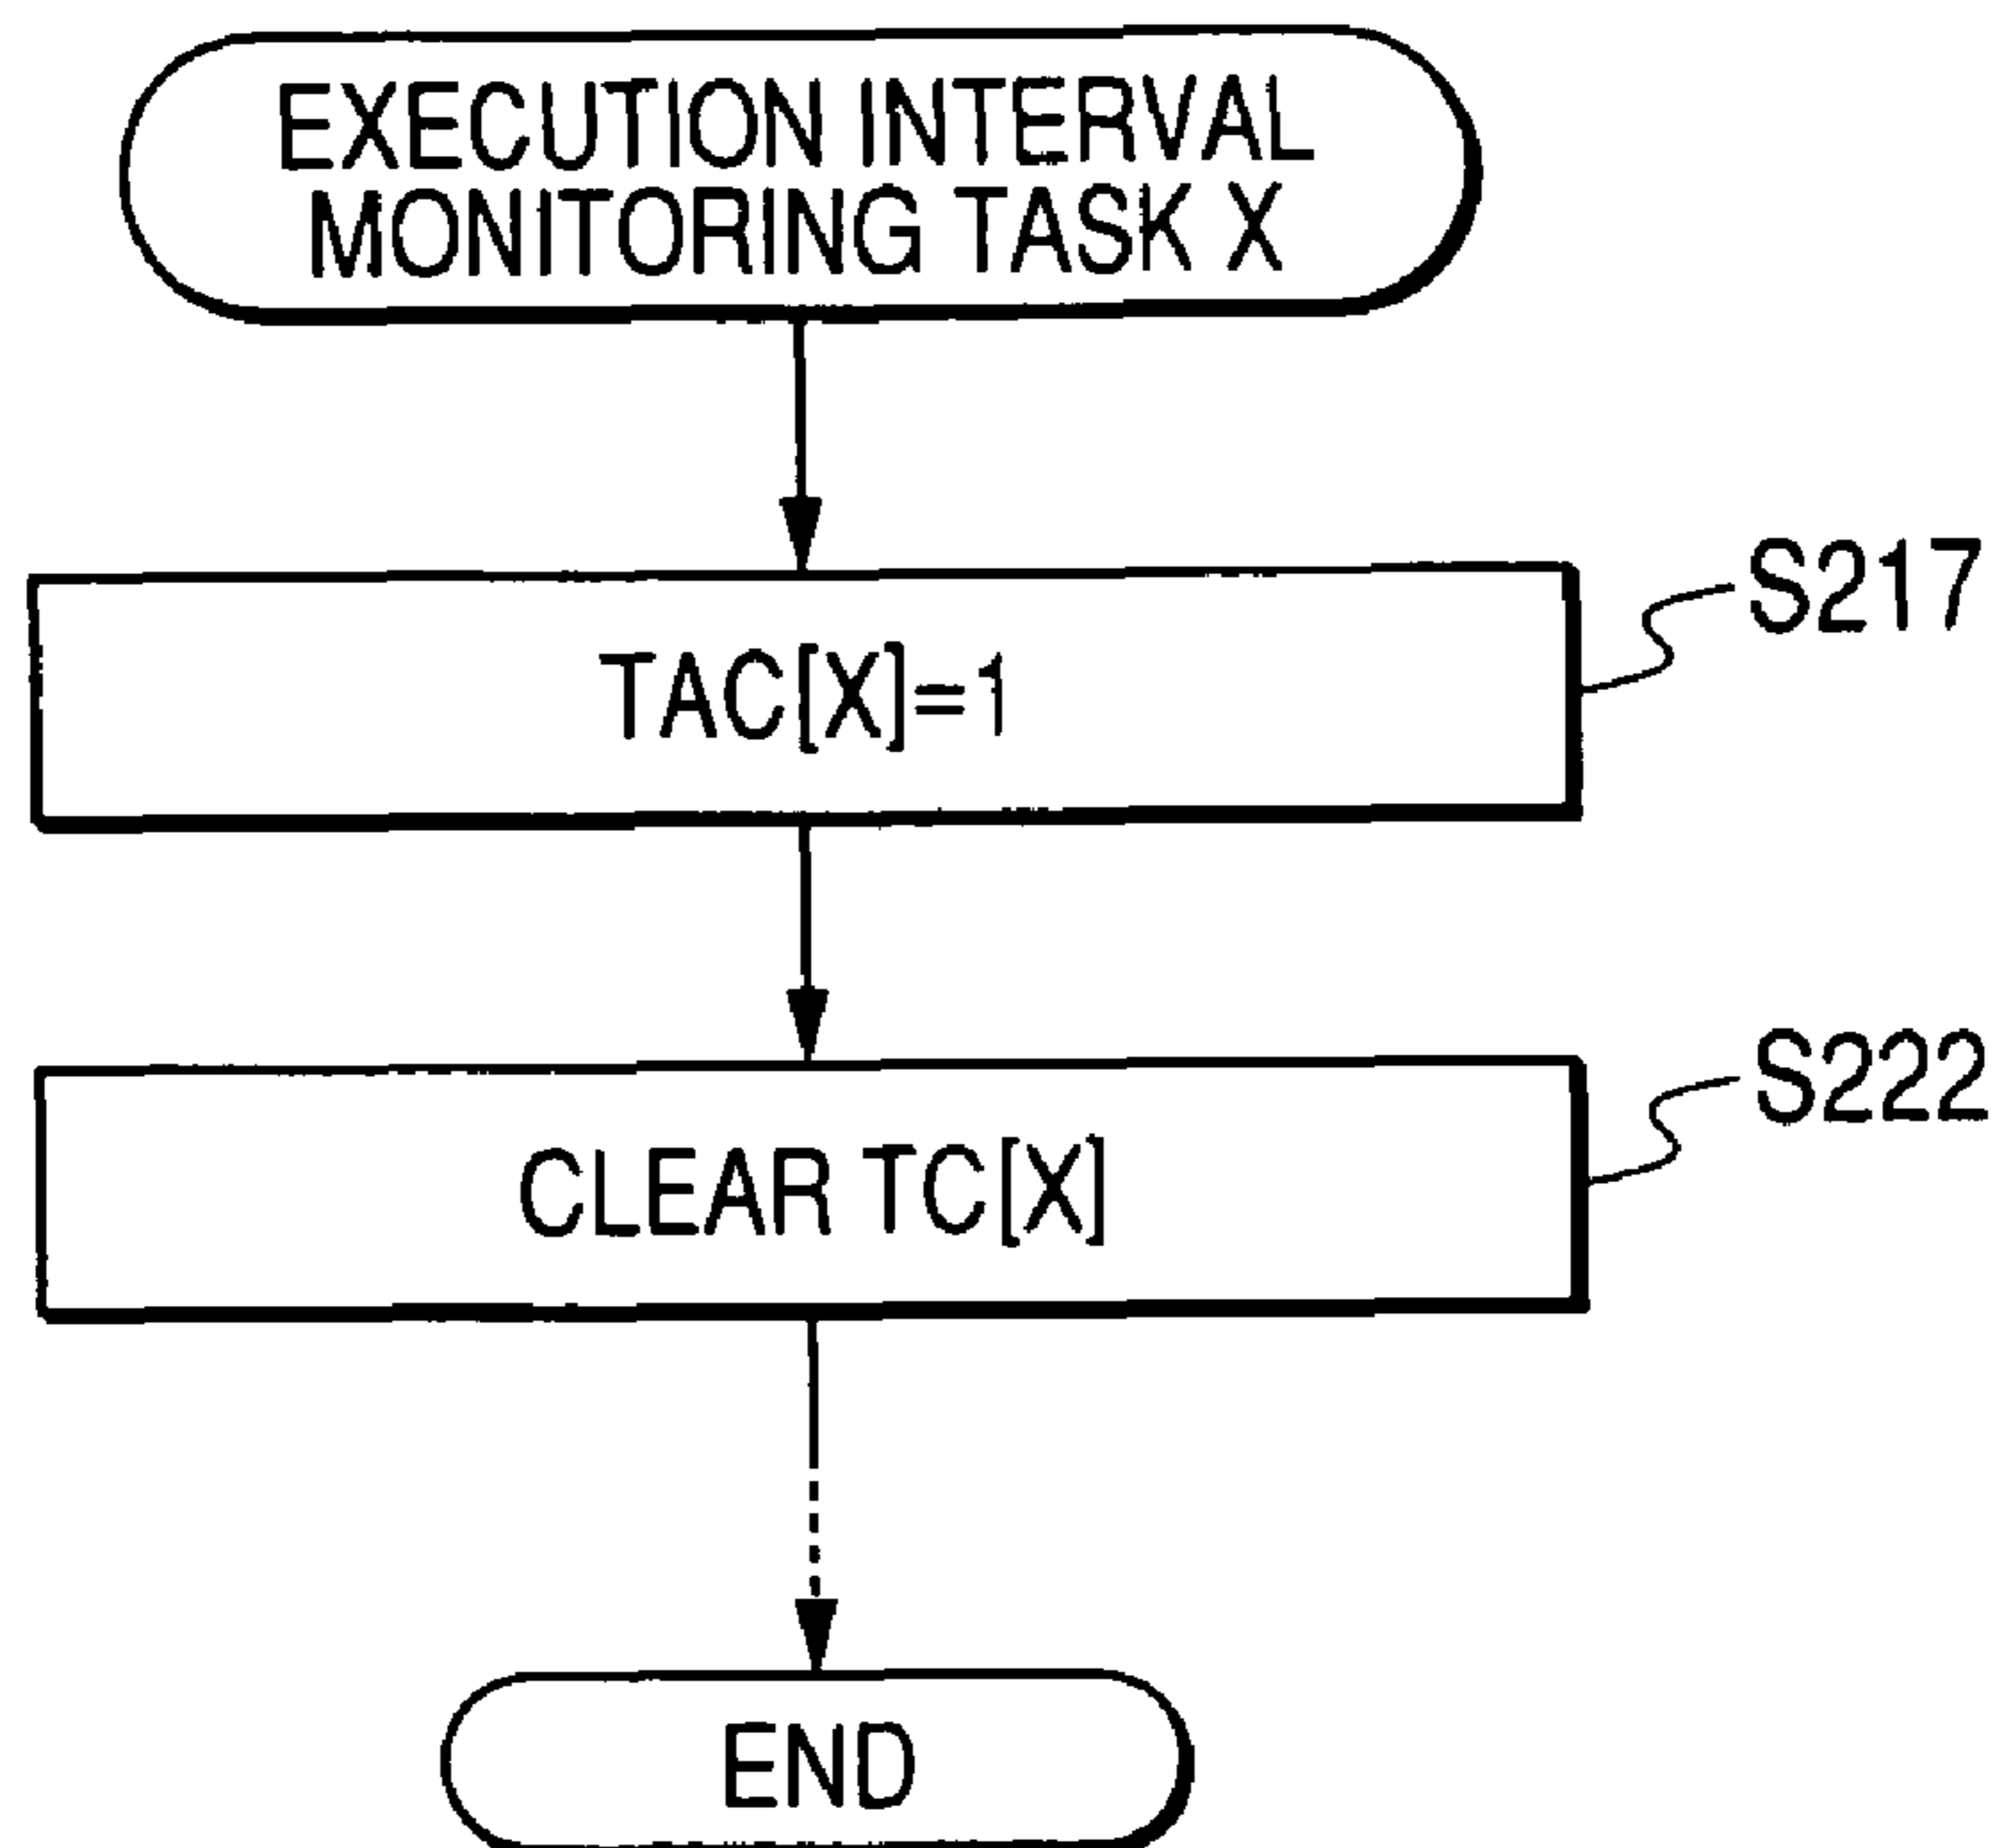 EXECUTION INTERVAL
MONITORING TASK X
TAC[X]=1
S217
CLEAR TC[X]
S222
END